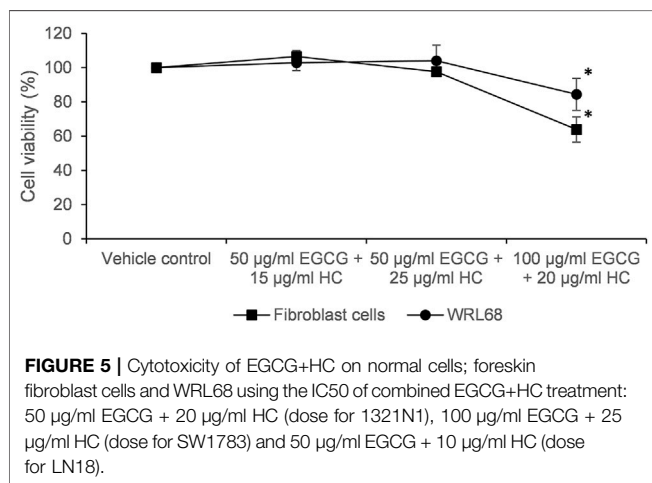 120
100
80
60
40
20
0
Cell viability (%)
*
*
Vehicle control
50 µg/ml EGCG +
15 µg/ml HC
50 µg/ml EGCG +
25 µg/ml HC
100 µg/ml EGCG
+ 20 µg/ml HC
Fibroblast cells
WRL68
FIGURE 5 | Cytotoxicity of EGCG+HC on normal cells; foreskin
fibroblast cells and WRL68 using the IC50 of combined EGCG+HC treatment:
50 µg/ml EGCG + 20 µg/ml HC (dose for 1321N1), 100 µg/ml EGCG + 25
µg/ml HC (dose for SW1783) and 50 µg/ml EGCG + 10 µg/ml HC (dose
for LN18).